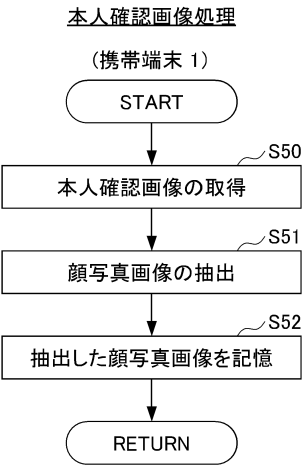 本人確認画像処理
(携帯端末1)
START
S50
本人確認画像の取得
S51
顔写真画像の抽出
S52
抽出した顔写真画像を記憶
RETURN